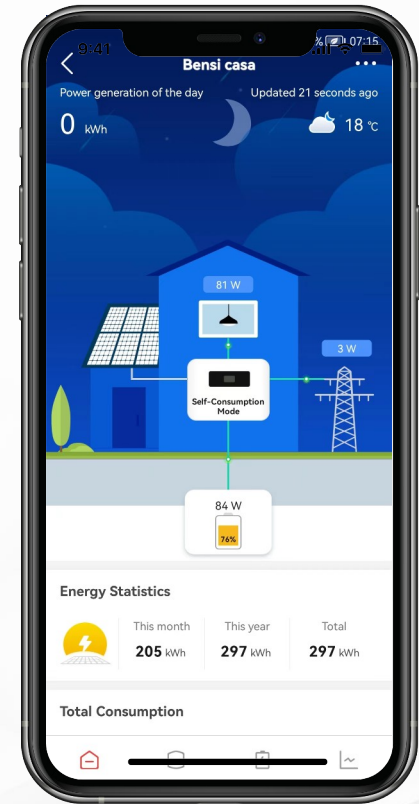 9:41
% 07:15
Bensi casa
Power generation of the day
Updated 21 seconds ago
0 kWh
18 ℃
81 W
3 W
Self-Consumption
Mode
84 W
76%
Energy Statistics
This month
This year
Total
205 kWh
297 kWh
297 kWh
Total Consumption